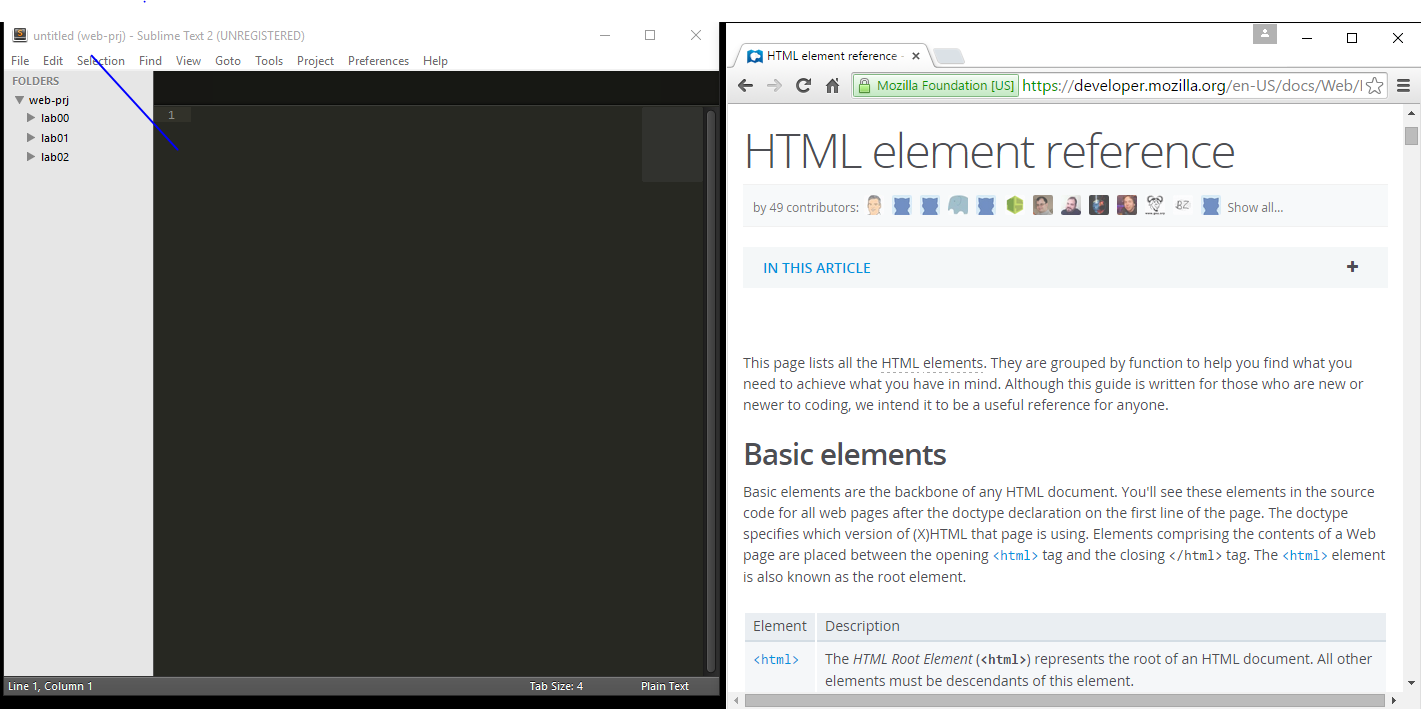 untitled (web-prj) - Sublime Text 2 (UNREGISTERED)
File Edit Selection Find View Goto Tools Project Preferences Help
FOLDERS
web-prj
lab00
lab01
lab02
1
Line 1, Column 1 Tab Size: 4 Plain Text
HTML element reference -
Mozilla Foundation [US] https://developer.mozilla.org/en-US/docs/Web/
HTML element reference
by 49 contributors: Show all...
IN THIS ARTICLE +
This page lists all the HTML elements. They are grouped by function to help you find what you
need to achieve what you have in mind. Although this guide is written for those who are new or
newer to coding, we intend it to be a useful reference for anyone.
Basic elements
Basic elements are the backbone of any HTML document. You'll see these elements in the source
code for all web pages after the doctype declaration on the first line of the page. The doctype
specifies which version of (X)HTML that page is using. Elements comprising the contents of a Web
page are placed between the opening <html> tag and the closing </html> tag. The <html> element
is also known as the root element.
Element Description
<html> The HTML Root Element (<html>) represents the root of an HTML document. All other
elements must be descendants of this element.